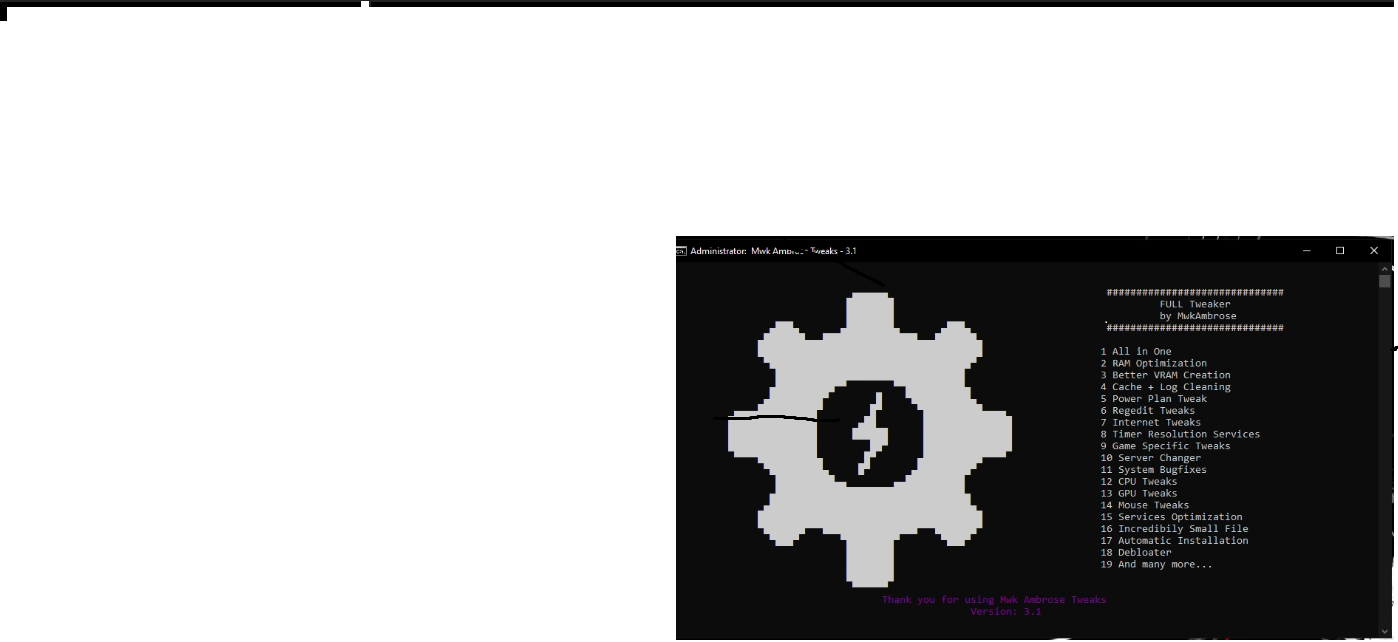 Administrator: Mwk Ambrose Tweaks - 3.1
##############################
FULL Tweaker
by MwkAmbrose
##############################
1 All in One
2 RAM Optimization
3 Better VRAM Creation
4 Cache + Log Cleaning
5 Power Plan Tweak
6 Regedit Tweaks
7 Internet Tweaks
8 Timer Resolution Services
9 Game Specific Tweaks
10 Server Changer
11 System Bugfixes
12 CPU Tweaks
13 GPU Tweaks
14 Mouse Tweaks
15 Services Optimization
16 Incredibily Small File
17 Automatic Installation
18 Debloater
19 And many more...
Thank you for using Mwk Ambrose Tweaks
Version: 3.1